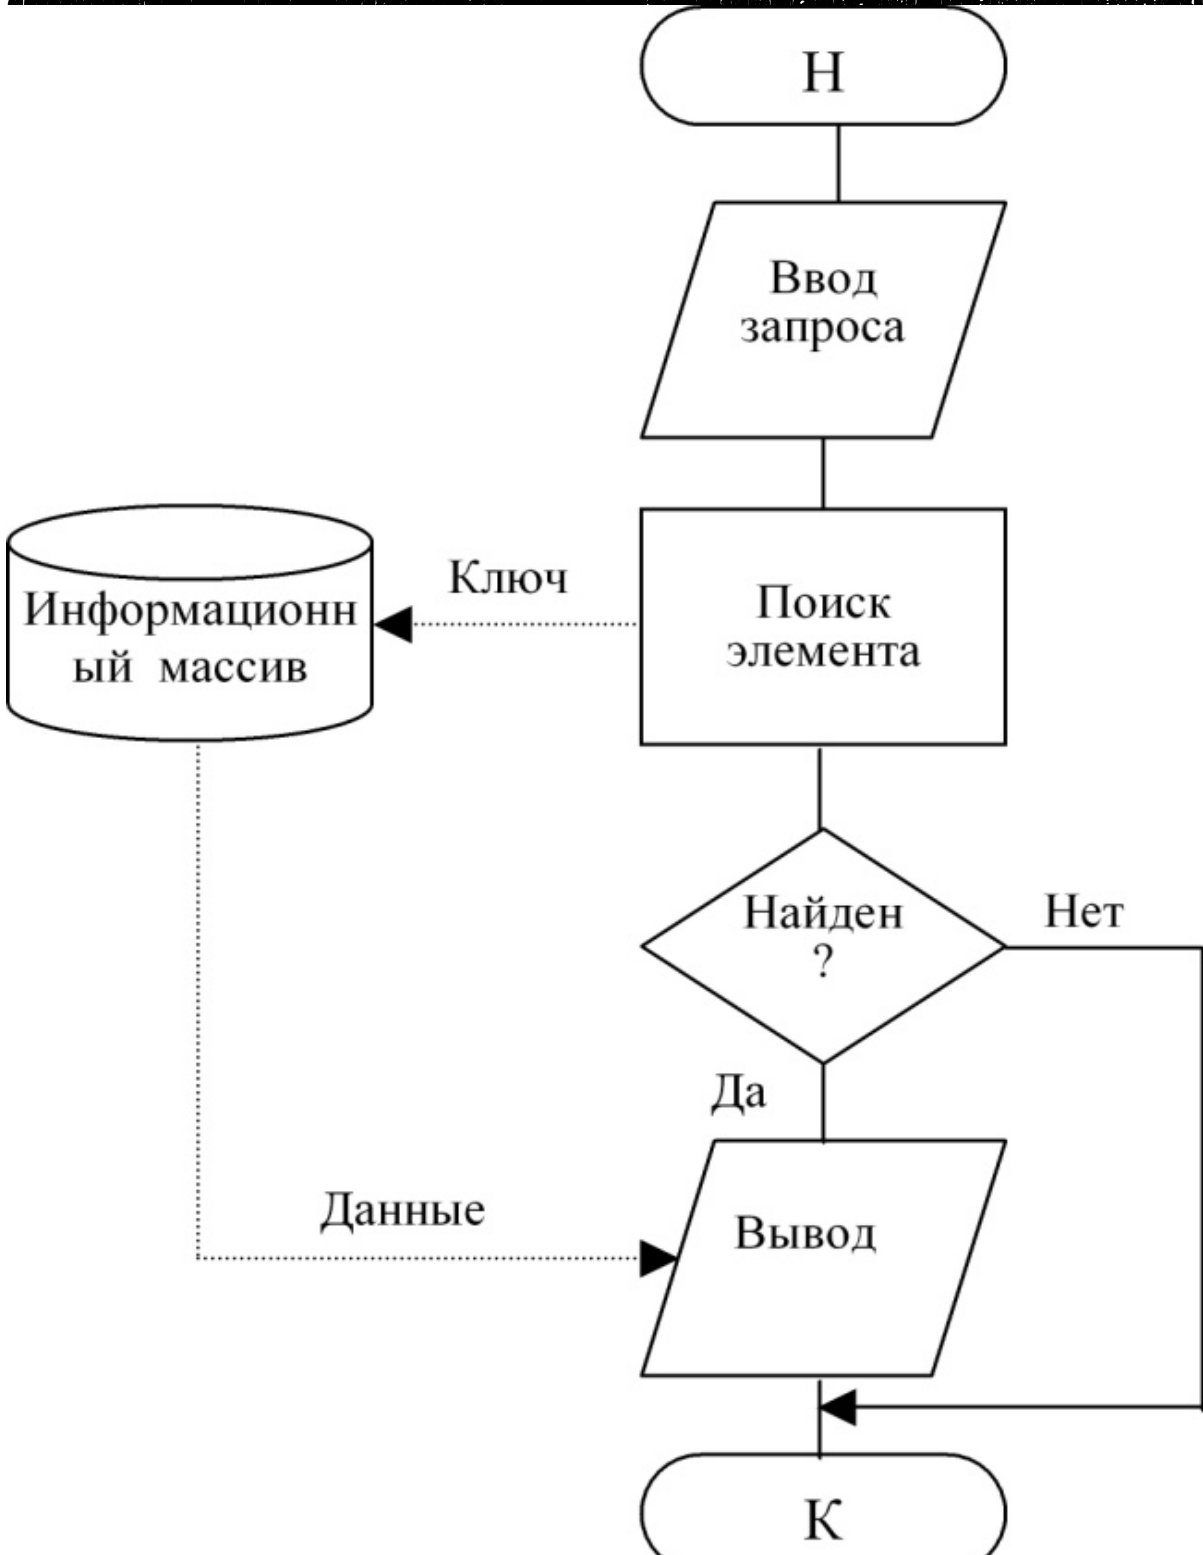 Н
Ввод
запроса
Ключ
Информационн
ый массив
Поиск
элемента
Найден
?
Нет
Да
Данные
Вывод
К